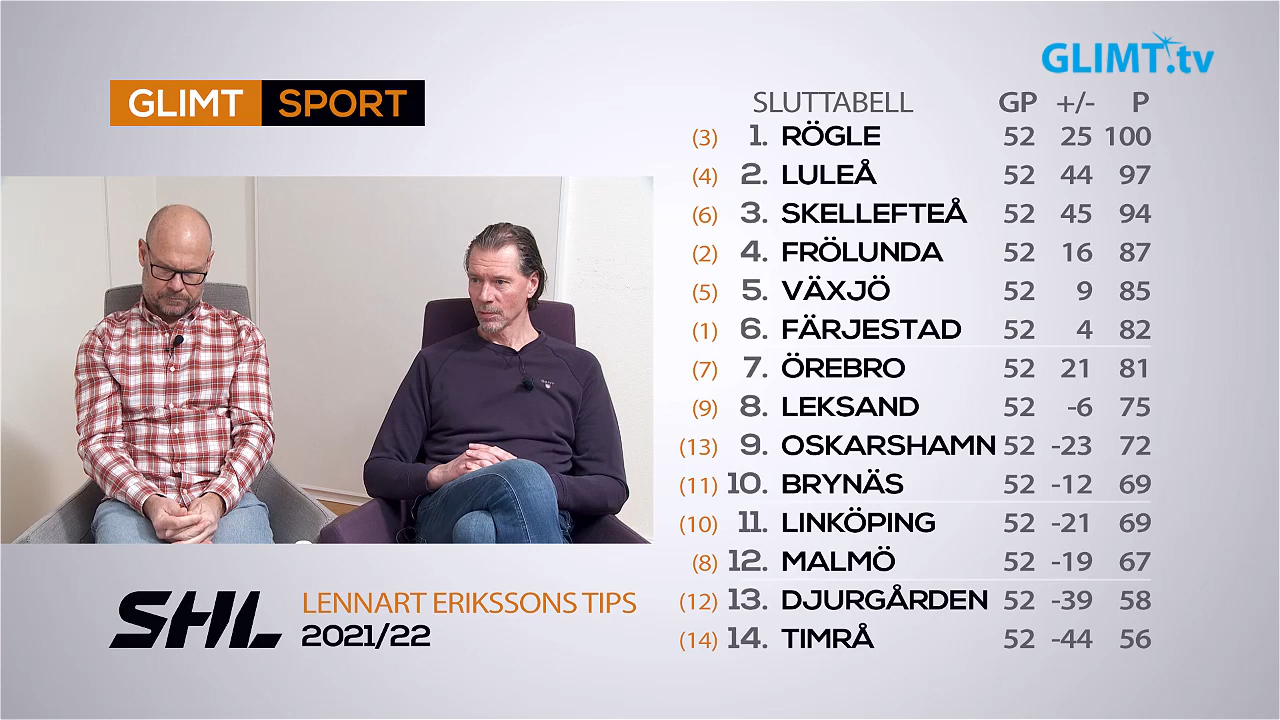 GLIMT.tv
GLIMT SPORT
SLUTTABELL GP +/- P
(3) 1. RÖGLE 52 25 100
(4) 2. LULEÅ 52 44 97
(6) 3. SKELLEFTEÅ 52 45 94
(2) 4. FRÖLUNDA 52 16 87
(5) 5. VÄXJÖ 52 9 85
(1) 6. FÄRJESTAD 52 4 82
(7) 7. ÖREBRO 52 21 81
(9) 8. LEKSAND 52 -6 75
(13) 9. OSKARSHAMN 52 -23 72
(11) 10. BRYNÄS 52 -12 69
(10) 11. LINKÖPING 52 -21 69
(8) 12. MALMÖ 52 -19 67
(12) 13. DJURGÅRDEN 52 -39 58
(14) 14. TIMRÅ 52 -44 56
SHL
LENNART ERIKSSONS TIPS
2021/22